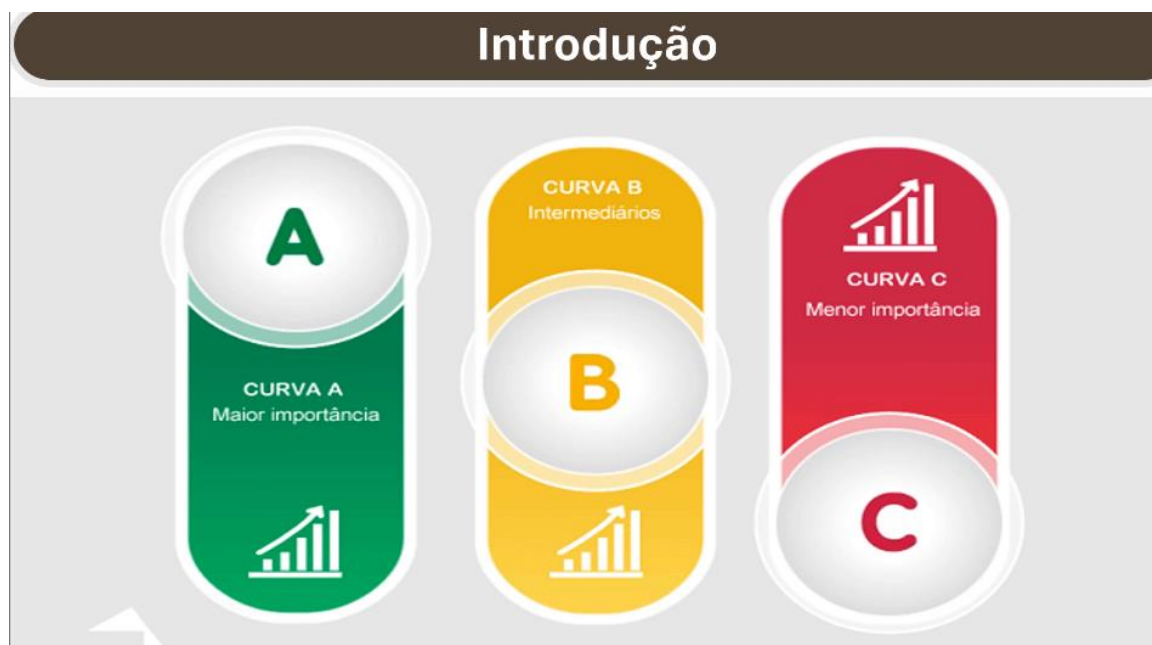 Introdução
A
CURVA A
Maior importância
CURVA B
Intermediários
B
CURVA C
Menor importância
C